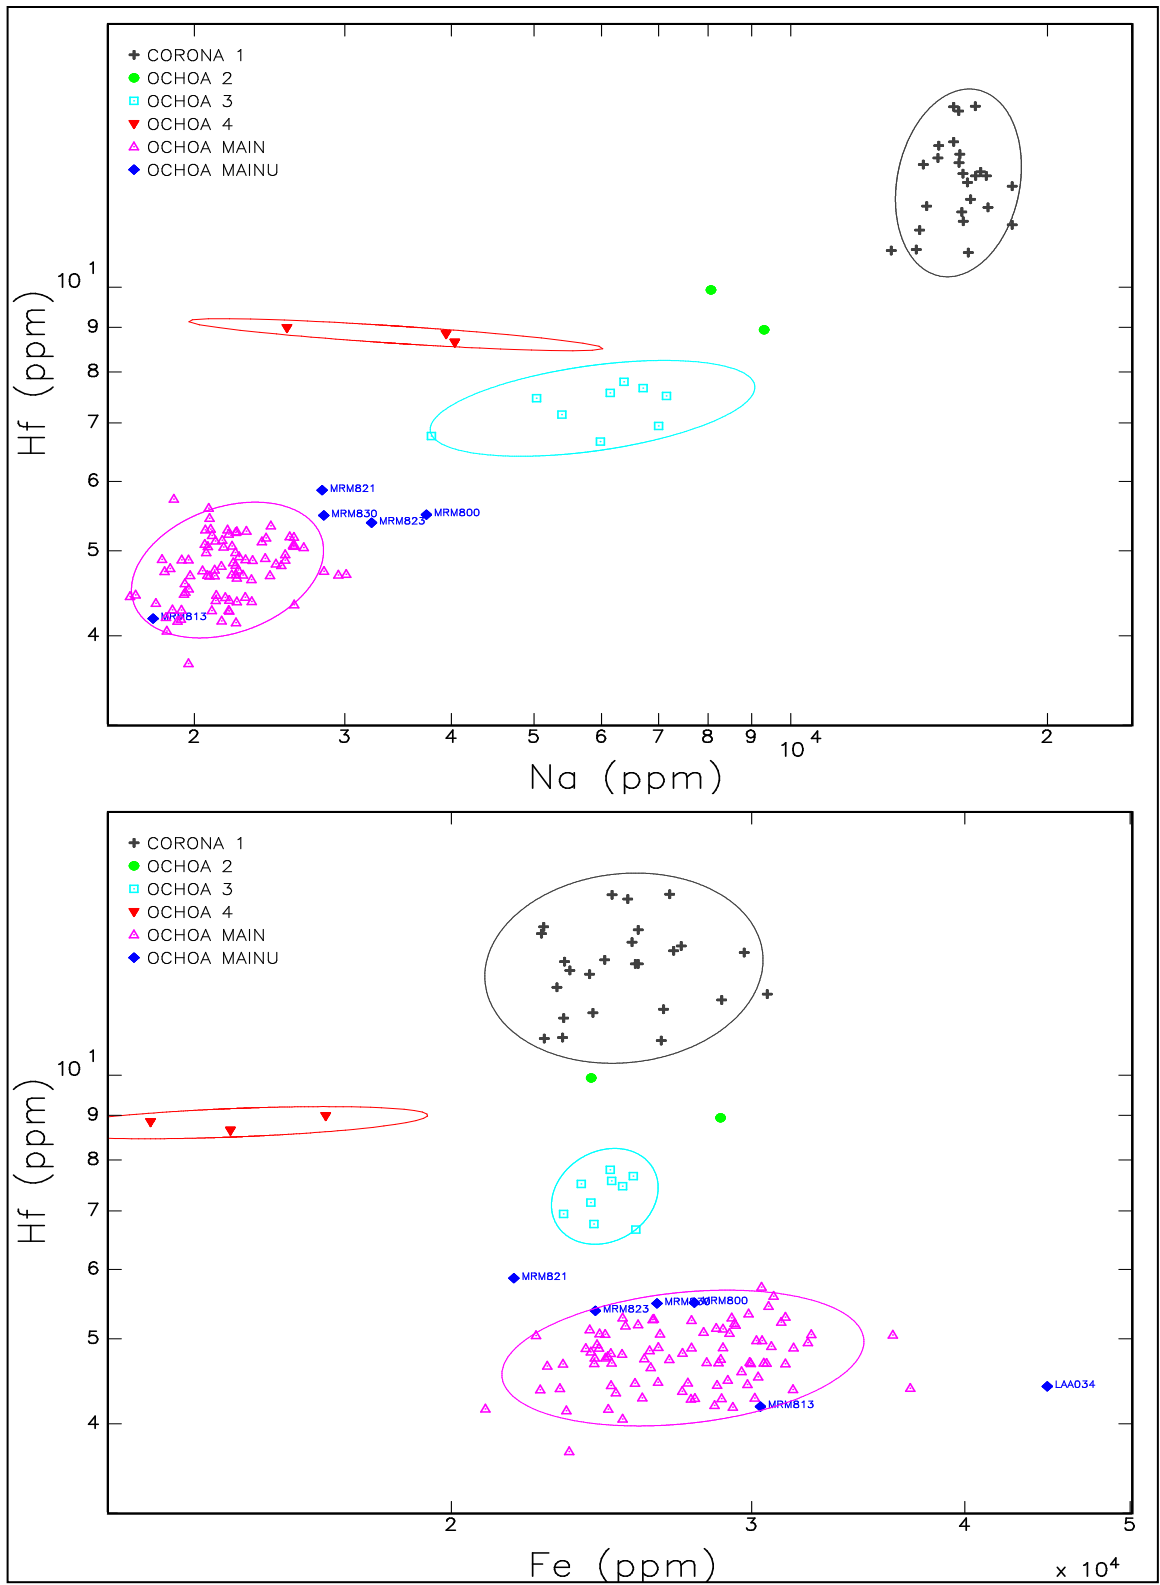 CORONA 1
OCHOA 2
OCHOA 3
OCHOA 4
OCHOA MAIN
OCHOA MAINU
10 1
9
8
7
6
5
4
Hf (ppm)
MRM821
MRM830
MRM823
MRM800
MRM813
2 3 4 5 6 7 8 9 10 4 2
Na (ppm)
CORONA 1
OCHOA 2
OCHOA 3
OCHOA 4
OCHOA MAIN
OCHOA MAINU
10 1
9
8
7
6
5
4
Hf (ppm)
MRM821
MRM823
MRM830
MRM800
LAA034
MRM813
2 3 4 5
Fe (ppm)
x 10 4